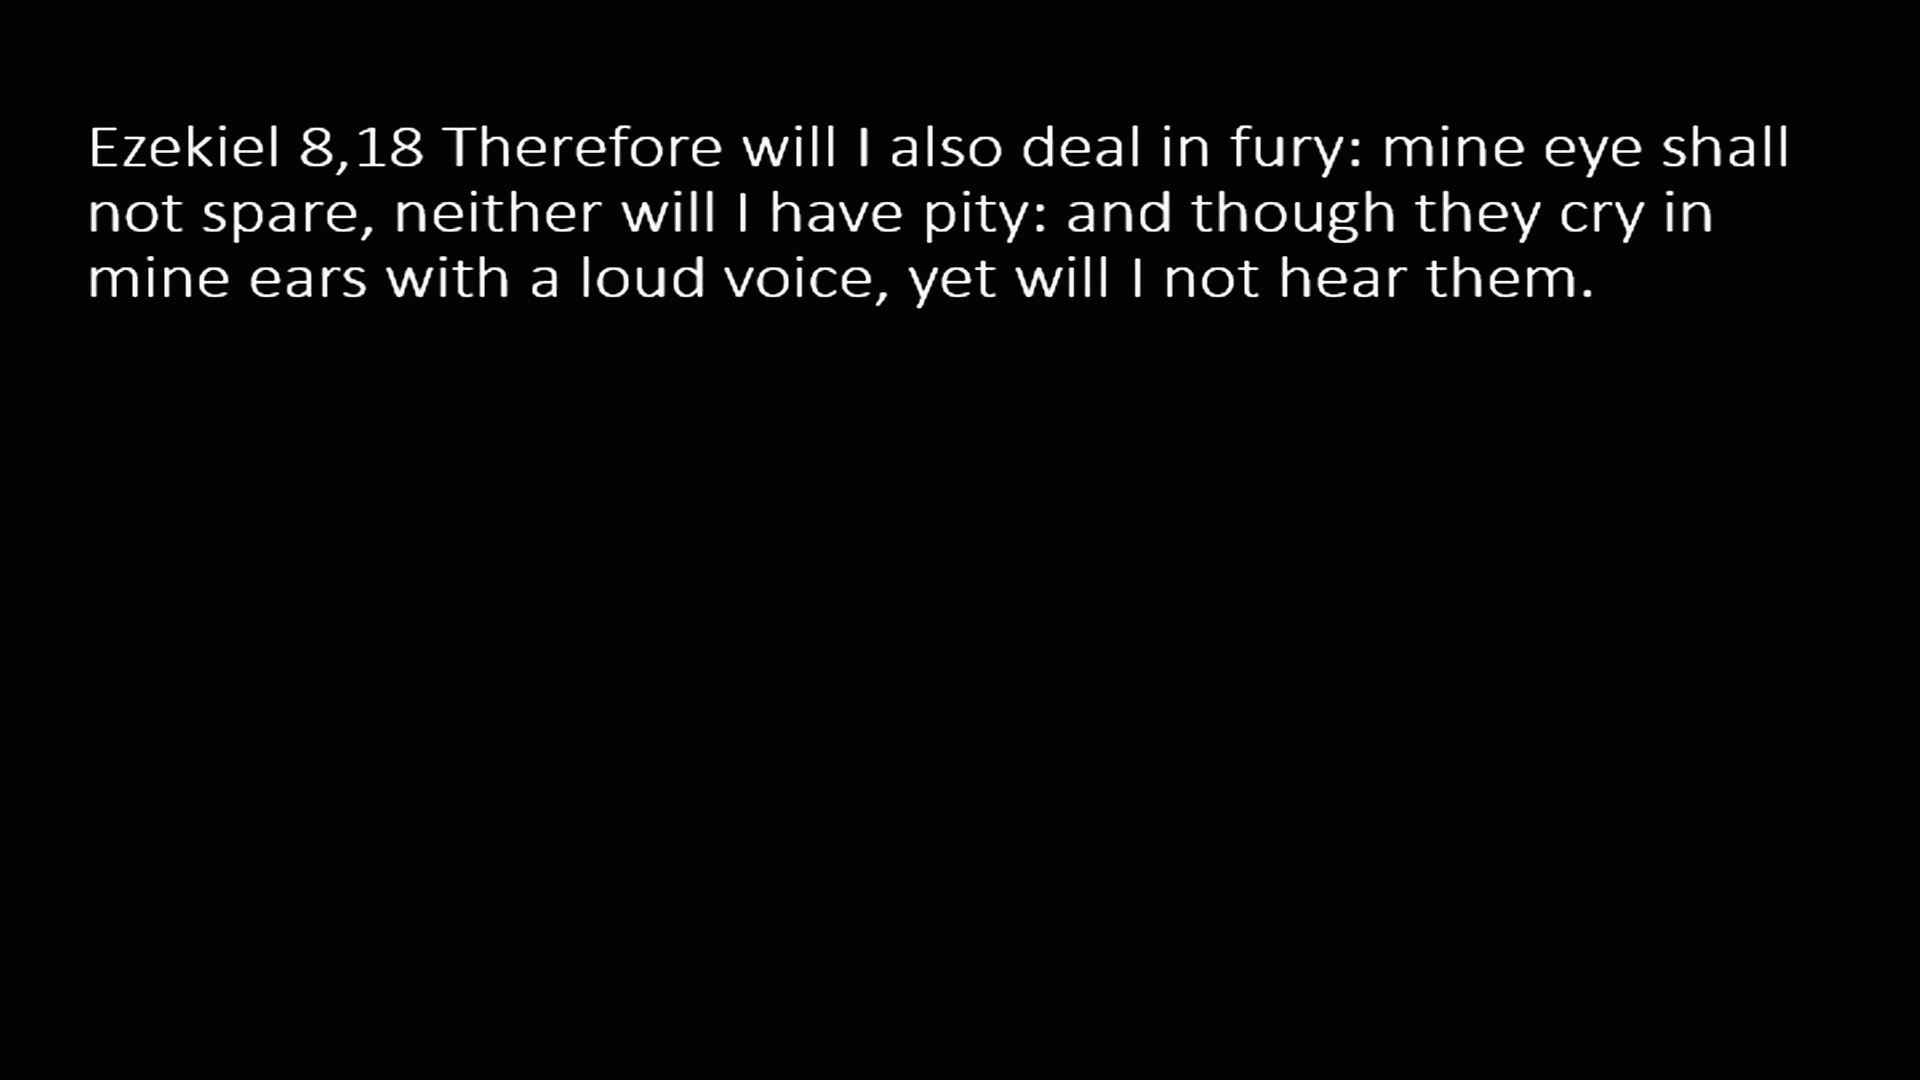 Ezekiel 8,18 Therefore will I also deal in fury: mine eye shall
not spare, neither will I have pity: and though they cry in
mine ears with a loud voice, yet will I not hear them.